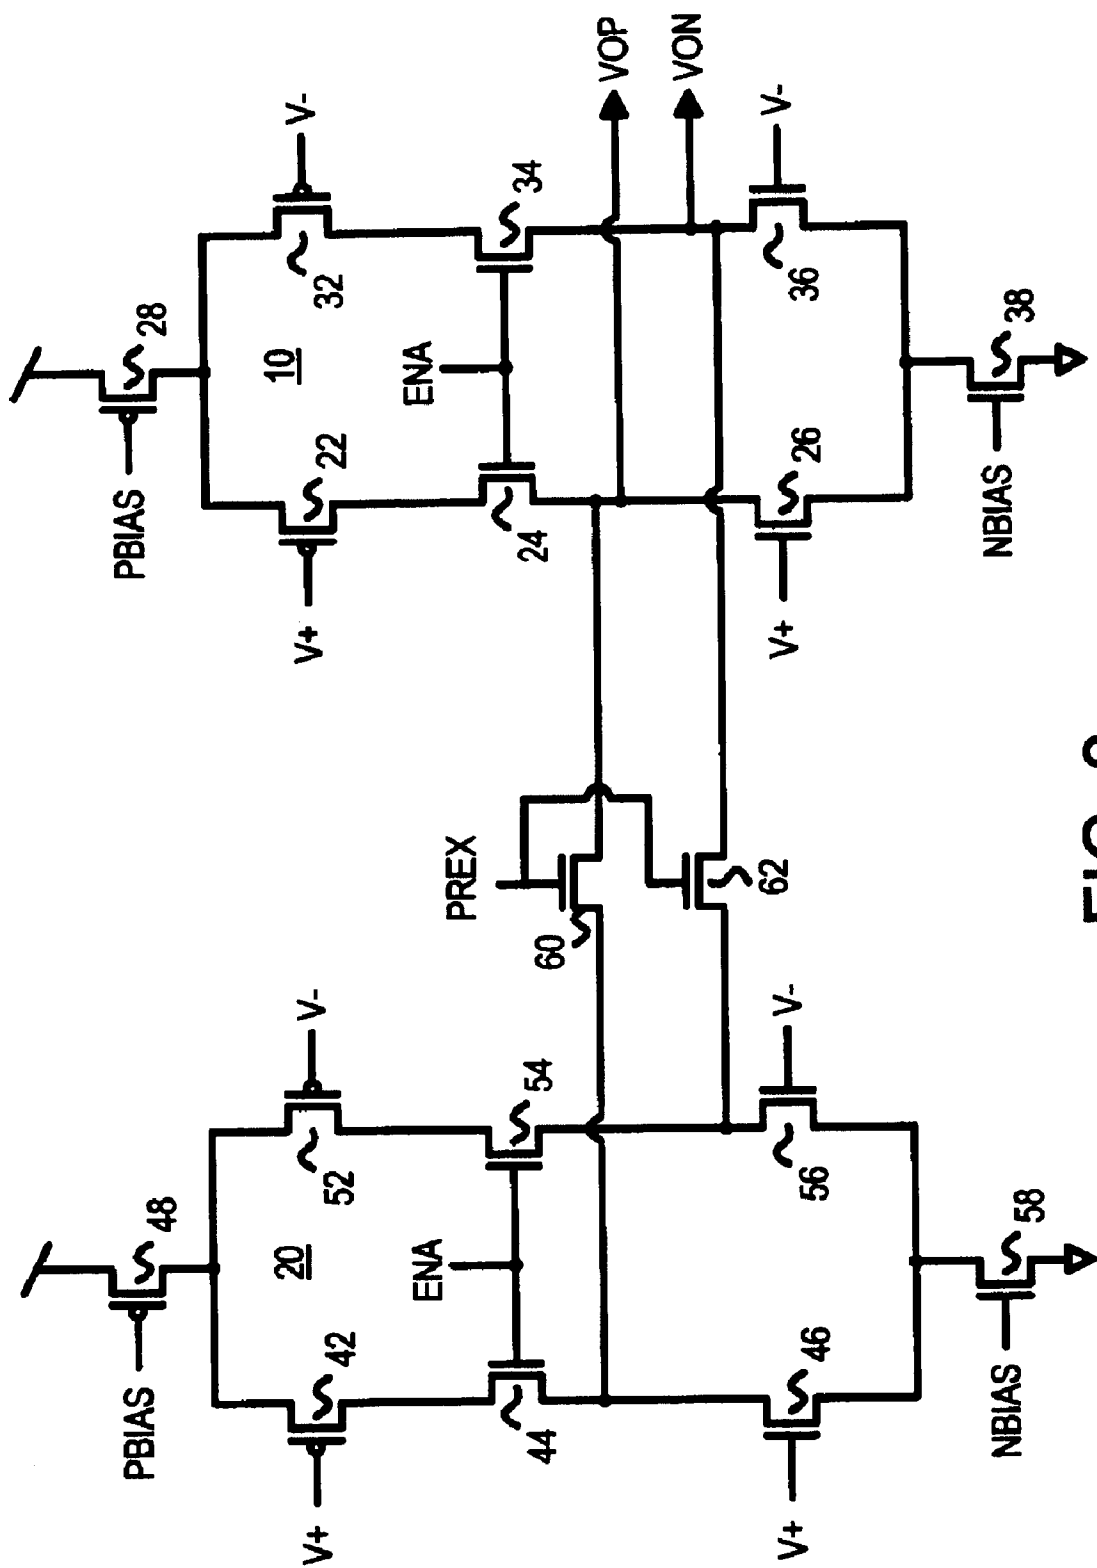 PBIAS
48
PBIAS
28
20
10
V+
42
52
V-
V+
22
32
V-
ENA
PREX
ENA
44
54
60
24
34
VOP
VON
62
V+
46
56
V-
V+
26
36
V-
NBIAS
58
NBIAS
38